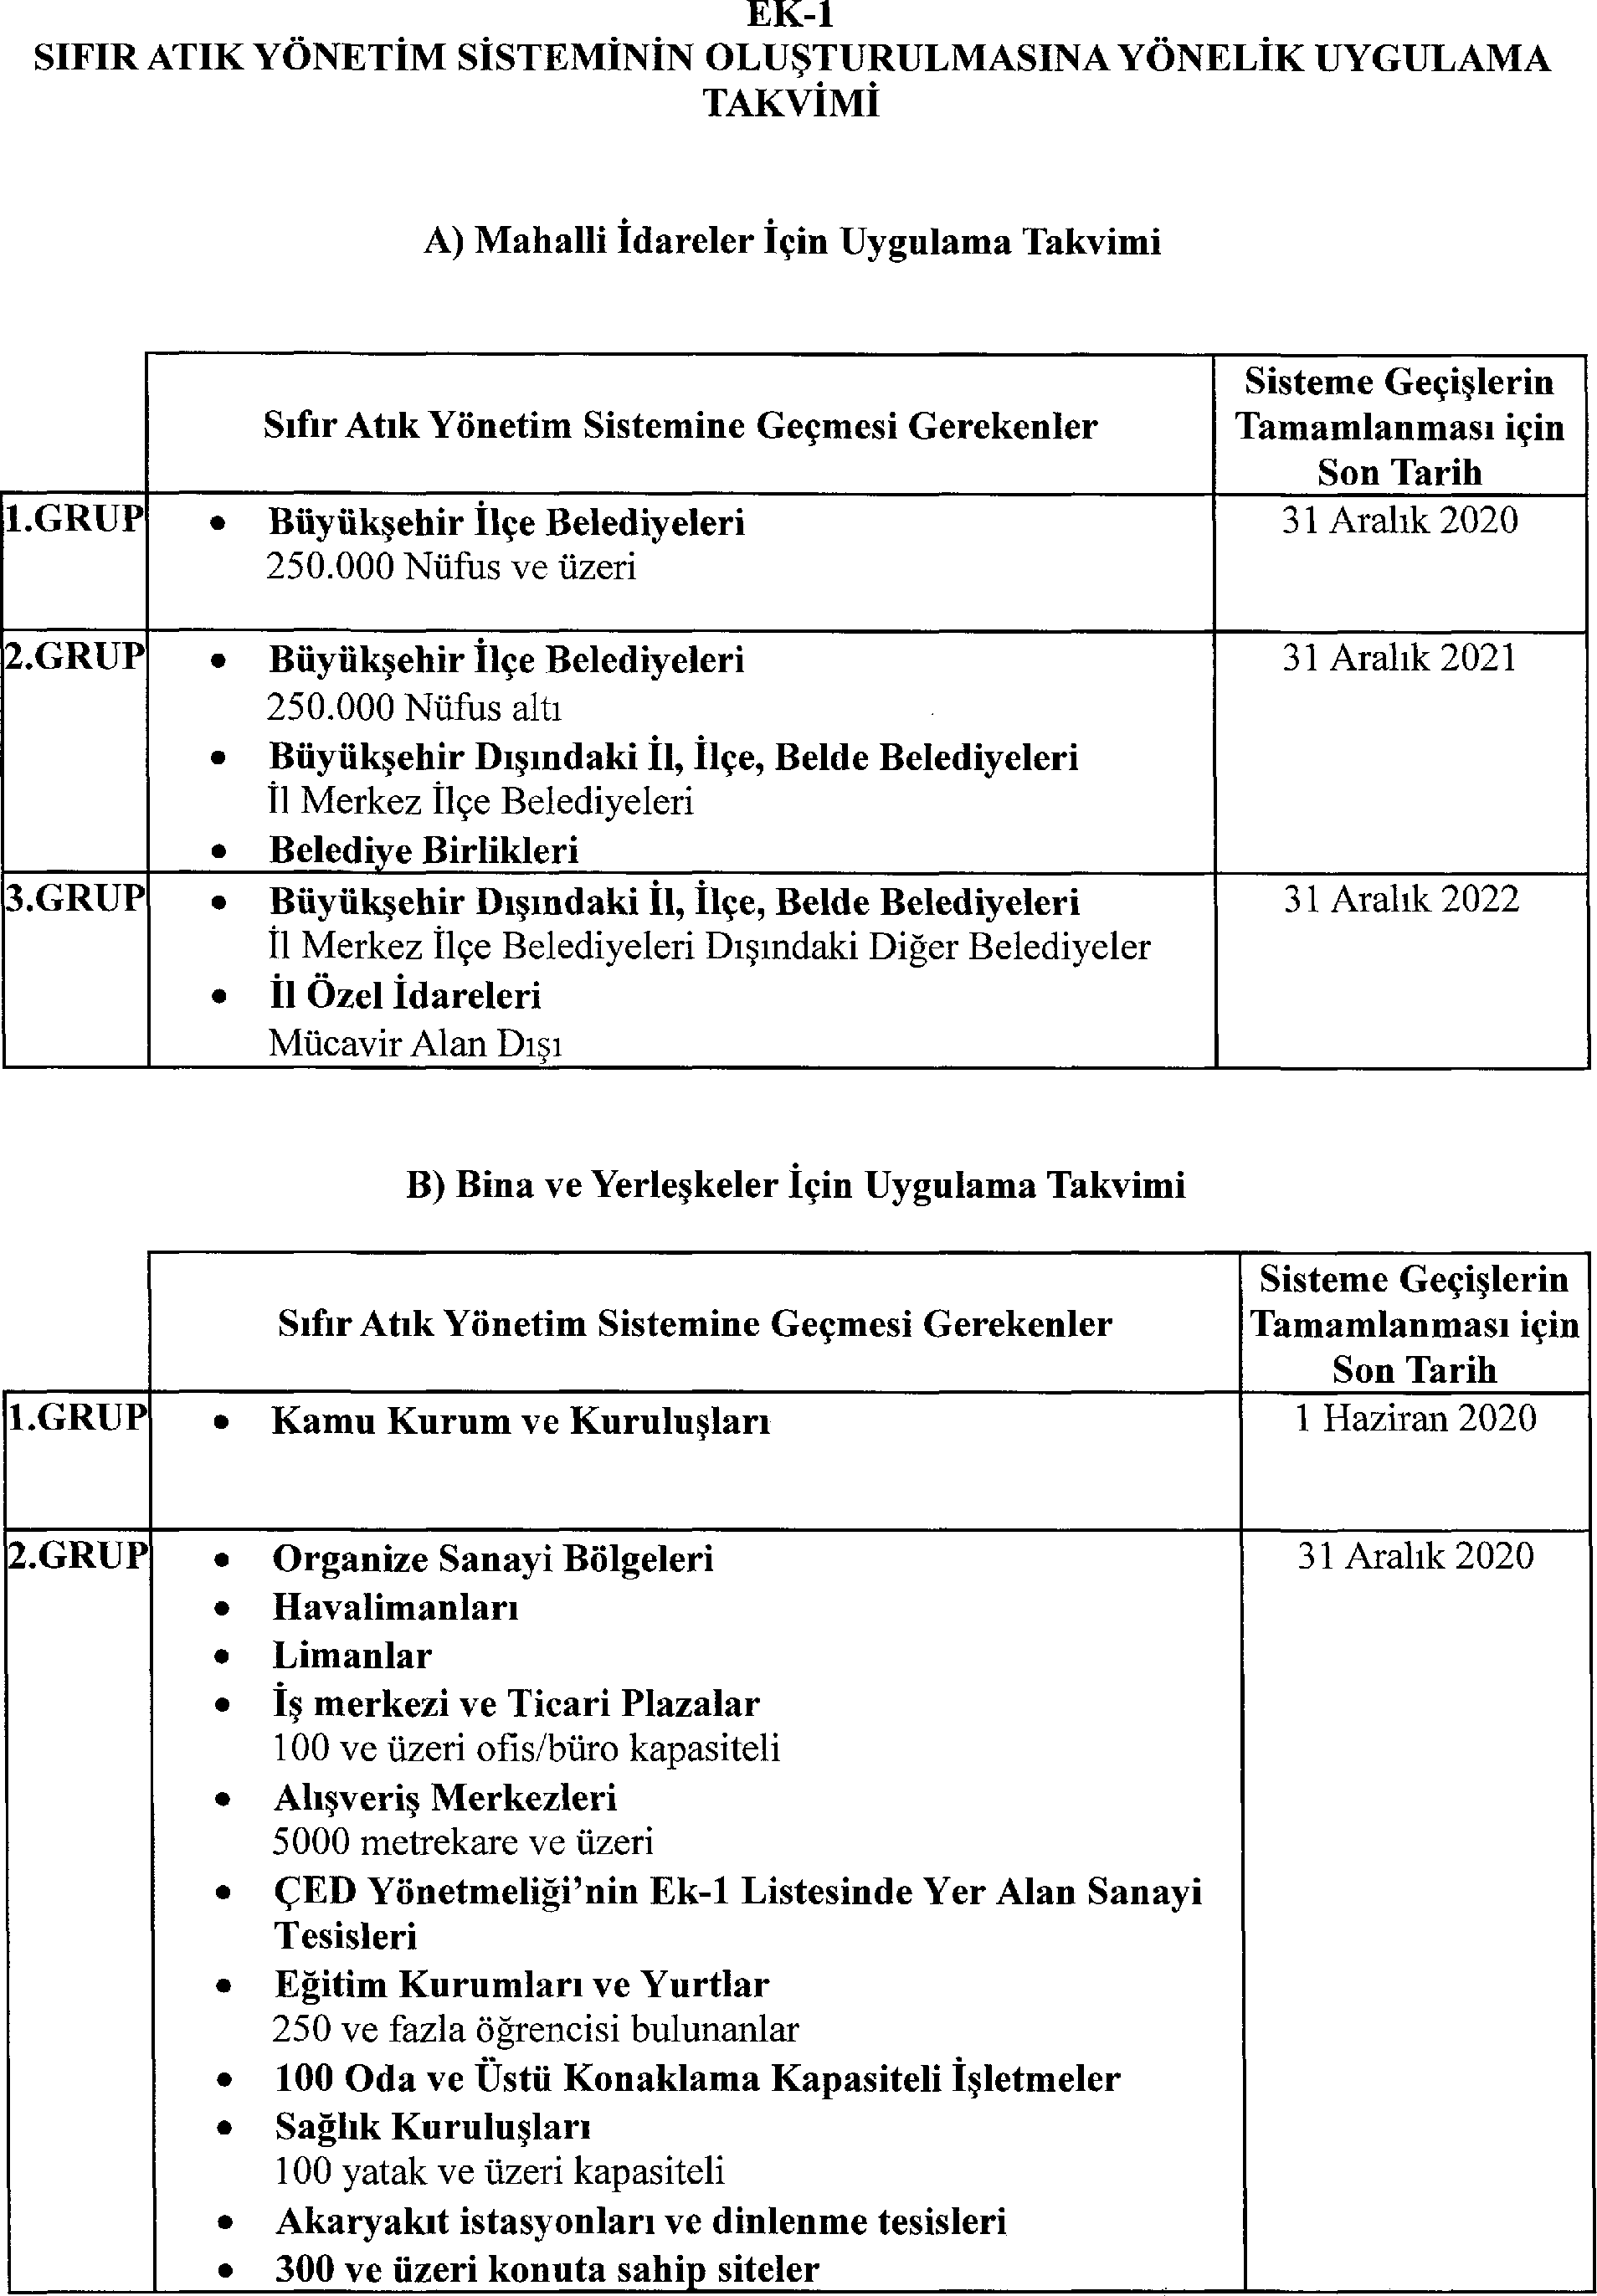 EK-1
SIFIR ATIK YÖNETİM SİSTEMİNİN OLUŞTURULMASINA YÖNELİK UYGULAMA
TAKVİMİ
A) Mahalli İdareler İçin Uygulama Takvimi
Sıfır Atık Yönetim Sistemine Geçmesi Gerekenler
Sisteme Geçişlerin
Tamamlanması için
Son Tarih
1.GRUP
• Büyükşehir İlçe Belediyeleri
250.000 Nüfus ve üzeri
31 Aralık 2020
2.GRUP
• Büyükşehir İlçe Belediyeleri
250.000 Nüfus altı
• Büyükşehir Dışındaki İl, İlçe, Belde Belediyeleri
İl Merkez İlçe Belediyeleri
• Belediye Birlikleri
31 Aralık 2021
3.GRUP
• Büyükşehir Dışındaki İl, İlçe, Belde Belediyeleri
İl Merkez İlçe Belediyeleri Dışındaki Diğer Belediyeler
• İl Özel İdareleri
Mücavir Alan Dışı
31 Aralık 2022
B) Bina ve Yerleşkeler İçin Uygulama Takvimi
Sıfır Atık Yönetim Sistemine Geçmesi Gerekenler
Sisteme Geçişlerin
Tamamlanması için
Son Tarih
1.GRUP
• Kamu Kurum ve Kuruluşları
1 Haziran 2020
2.GRUP
• Organize Sanayi Bölgeleri
• Havalimanları
• Limanlar
• İş merkezi ve Ticari Plazalar
100 ve üzeri ofis/büro kapasiteli
• Alışveriş Merkezleri
5000 metrekare ve üzeri
• ÇED Yönetmeliği’nin Ek-1 Listesinde Yer Alan Sanayi
Tesisleri
• Eğitim Kurumları ve Yurtlar
250 ve fazla öğrencisi bulunanlar
• 100 Oda ve Üstü Konaklama Kapasiteli İşletmeler
• Sağlık Kuruluşları
100 yatak ve üzeri kapasiteli
• Akaryakıt istasyonları ve dinlenme tesisleri
• 300 ve üzeri konuta sahip siteler
31 Aralık 2020